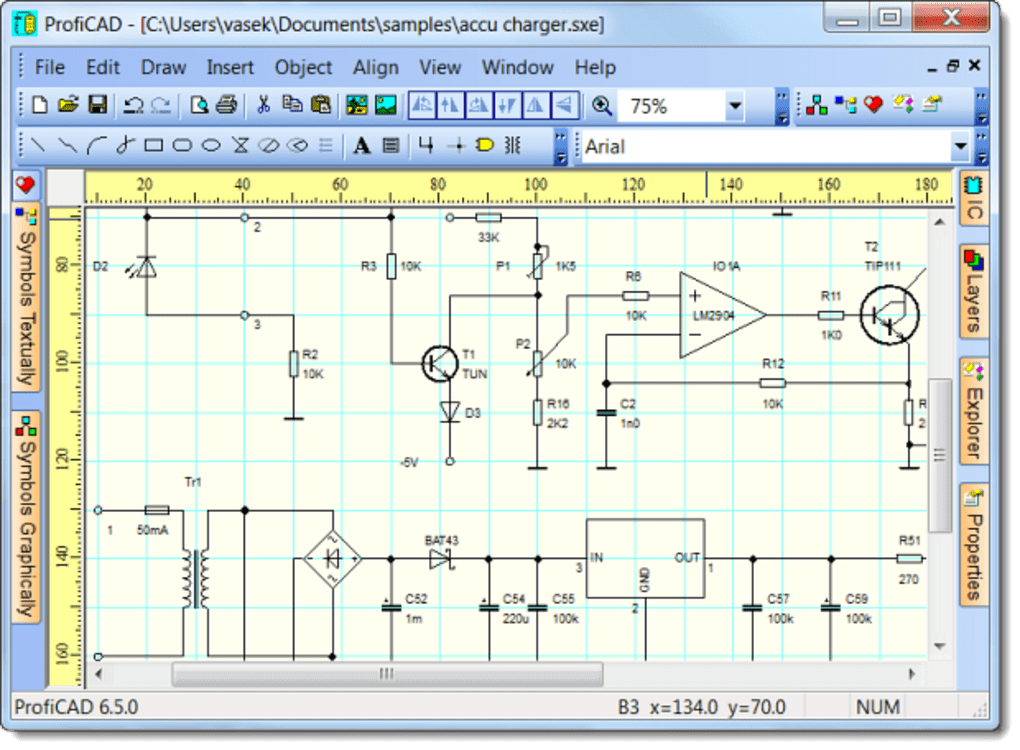 ProfiCAD - [C:\Users\vasek\Documents\samples\accu charger.sxe]
File Edit Draw Insert Object Align View Window Help
75%
A Arial
20 40 60 80 100 120 140 160 180
Symbols Textually
Symbols Graphically
80
100
120
140
160
IC
Layers
Explorer
Properties
2
33K
T2
D2 R3 10K P1 1K5 IO1A TIP111
R6
+ LM2904 -
10K
R11
1K0
3
P2
R2
10K
T1
TUN
10K
R12
10K
D3
R16
2K2
C2
1n0
R
2
-5V
Tr1
1 50mA
~ - + ~
BAT43
IN OUT
GND
3 1
2
R51
270
C52
1m
C54
220u
C55
100k
C57
100k
C59
100k
ProfiCAD 6.5.0 B3 x=134.0 y=70.0 NUM